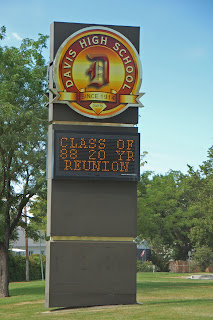 DAVIS HIGH SCHOOL
D
SINCE 1914
CLASS OF
88 20 YR
REUNION